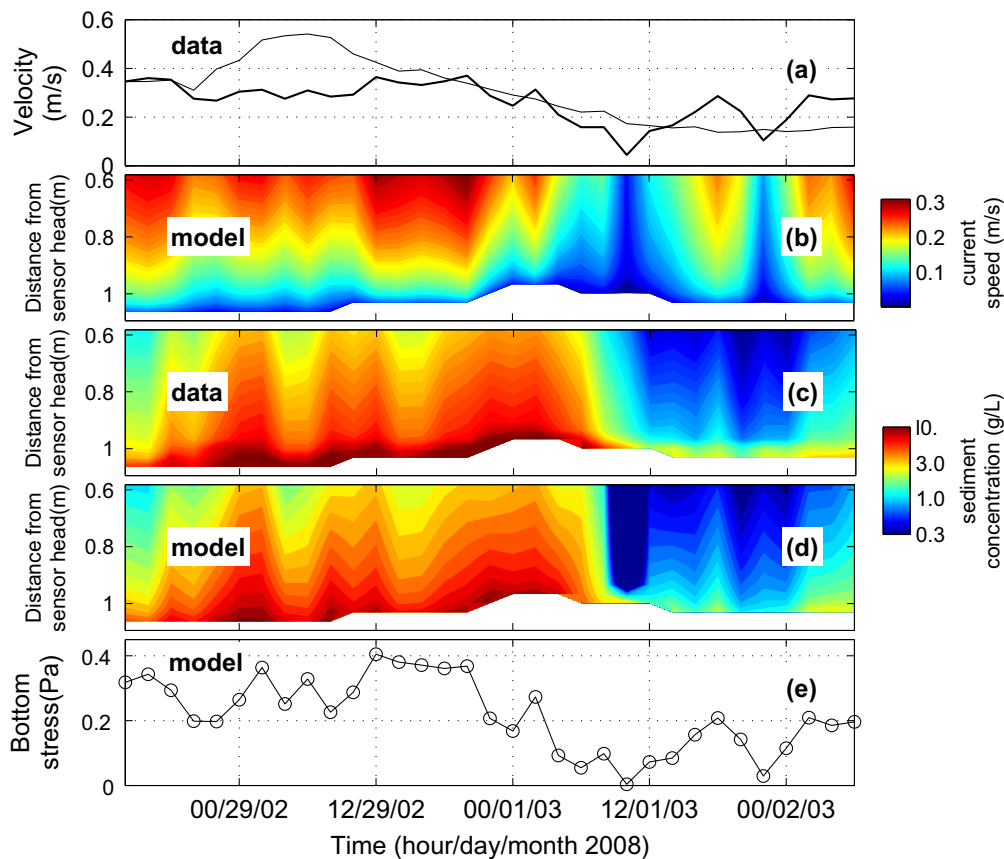 0.6
0.4
0.2
0
Velocity
(m/s)
data
(a)
0.6
0.8
1
Distance from
sensor head(m)
model
(b)
0.3
0.2
0.1
current
speed (m/s)
0.6
0.8
1
Distance from
sensor head(m)
data
(c)
10.
3.0
1.0
0.3
sediment
concentration (g/L)
0.6
0.8
1
Distance from
sensor head(m)
model
(d)
0.4
0.2
0
Bottom
stress(Pa)
model
(e)
00/29/02 12/29/02 00/01/03 12/01/03 00/02/03
Time (hour/day/month 2008)